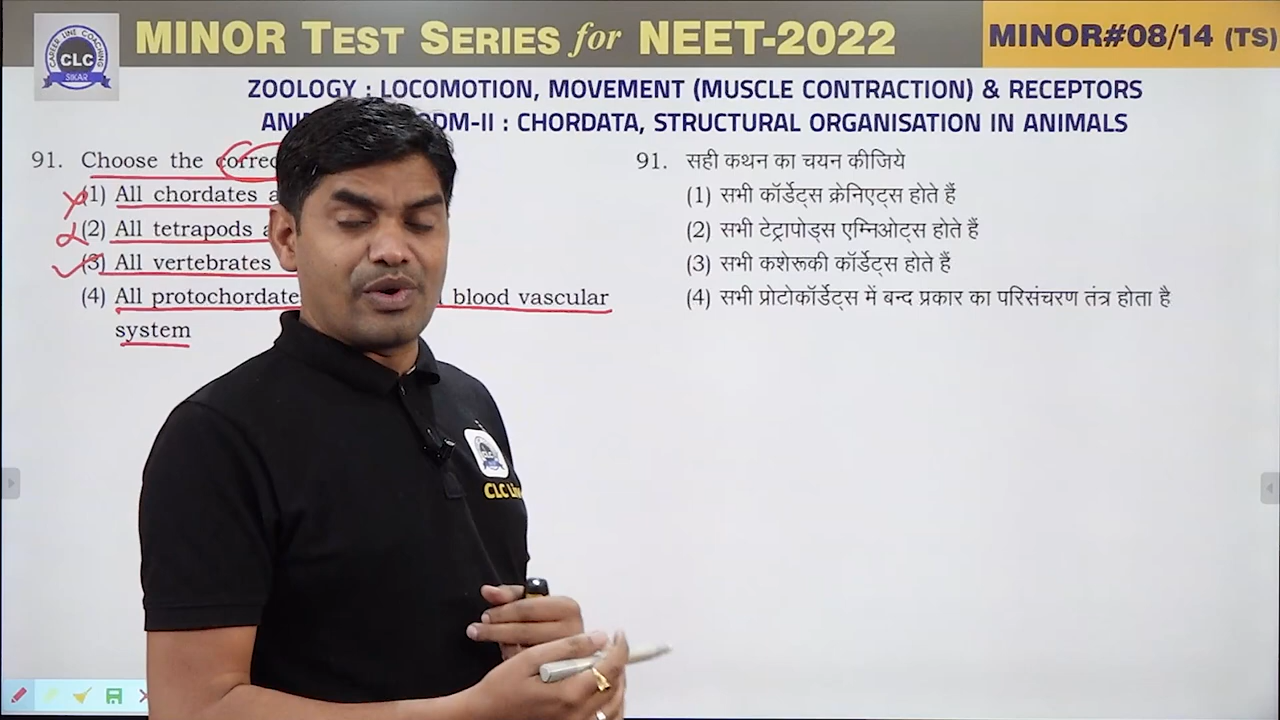 CAREER LINE COACHING
CLC
SIKAR
MINOR TEST SERIES for NEET-2022
MINOR#08/14 (TS)
ZOOLOGY : LOCOMOTION, MOVEMENT (MUSCLE CONTRACTION) & RECEPTORS
: CHORDATA, STRUCTURAL ORGANISATION IN ANIMALS
91. Choose the
(1) All chordates
(2) All tetrapods
(3) All vertebrates
(4) All blood vascular
system
91. सही कथन का चयन कीजिये
(1) सभी कॉर्डेट्स क्रेनिएट्स होते हैं
(2) सभी टेट्रापोड्स एम्निओट्स होते हैं
(3) सभी कशेरूकी कॉर्डेट्स होते हैं
(4) सभी प्रोटोकॉर्डेट्स में बन्द प्रकार का परिसंचरण तंत्र होता है
CLC